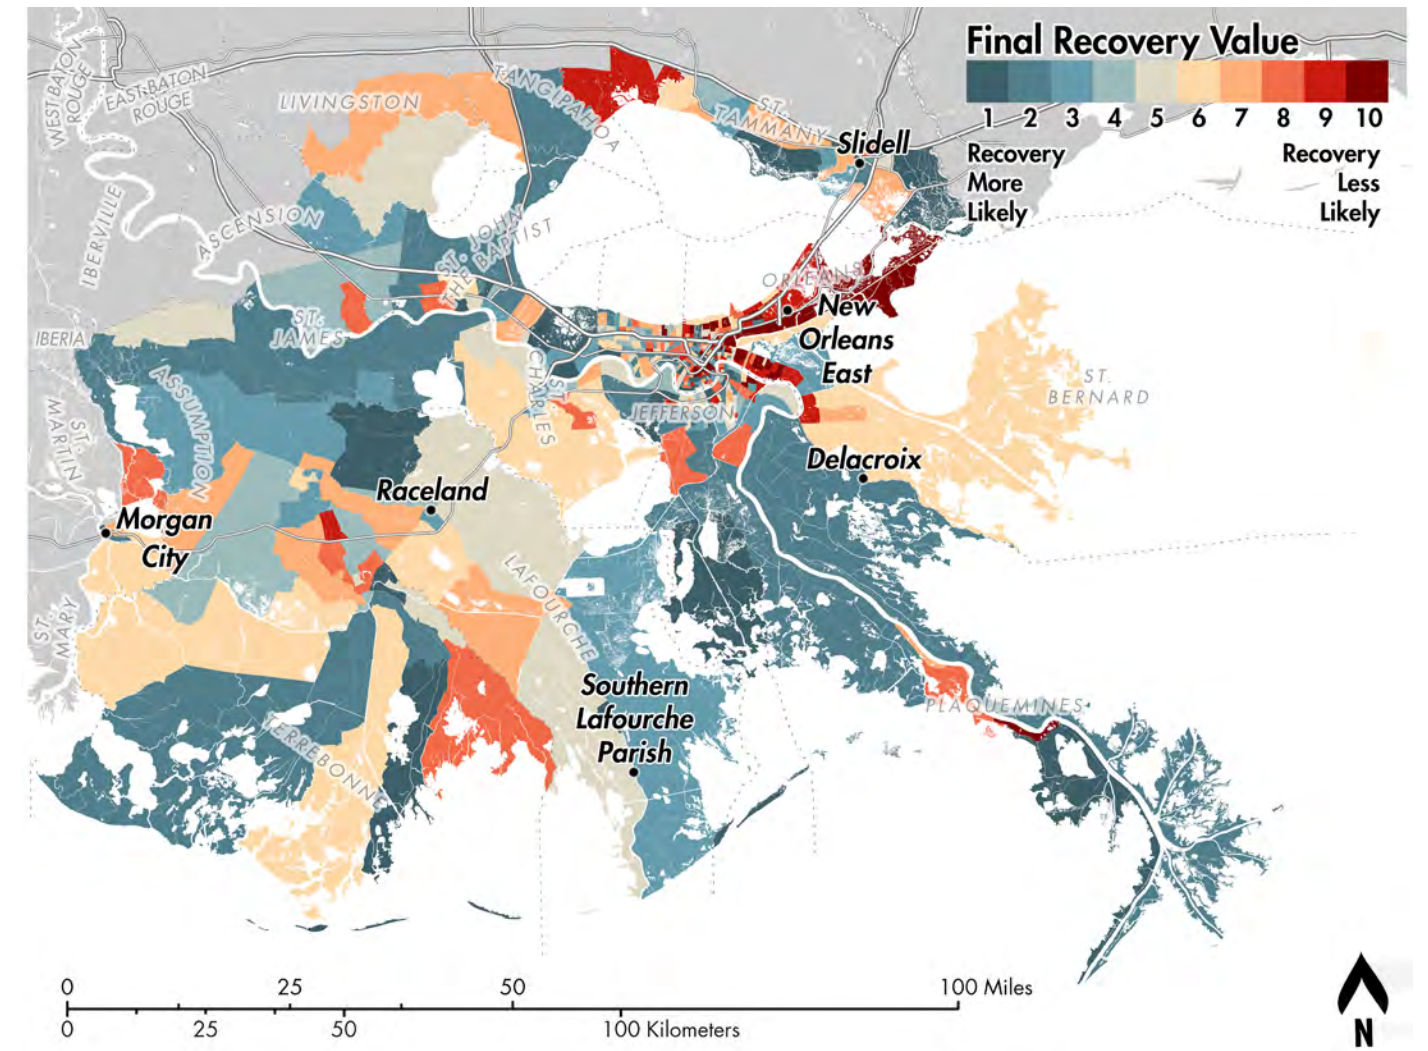 Final Recovery Value
1 2 3 4 5 6 7 8 9 10
Recovery
More
Likely
Recovery
Less
Likely
WEST BATON
ROUGE
EAST BATON
ROUGE
LIVINGSTON
TANGIPAHOA
ST.
TAMMANY
Slidell
IBERVILLE
ASCENSION
ST. JOHN
THE BAPTIST
ORLEANS
New
Orleans
East
IBERIA
ST.
JAMES
ST.
CHARLES
JEFFERSON
ST.
BERNARD
ASSUMPTION
ST.
MARTIN
Delacroix
Raceland
Morgan
City
LAFOURCHE
ST.
MARY
Southern
Lafourche
Parish
PLAQUEMINES
TERREBONNE
0 25 50 100 Miles
0 25 50 100 Kilometers
N